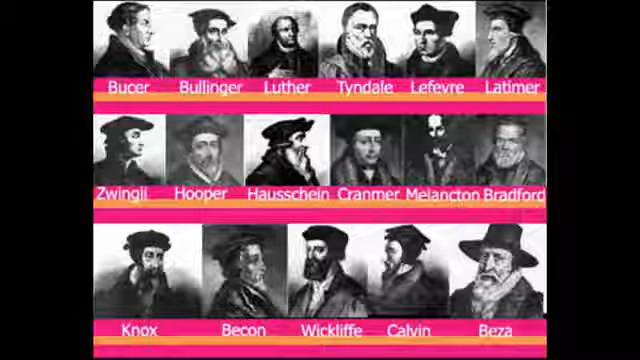 Bucer Bullinger Luther Tyndale Lefevre Latimer
Zwingli Hooper Hausschein Cranmer Melancton Bradford
Knox Becon Wickliffe Calvin Beza